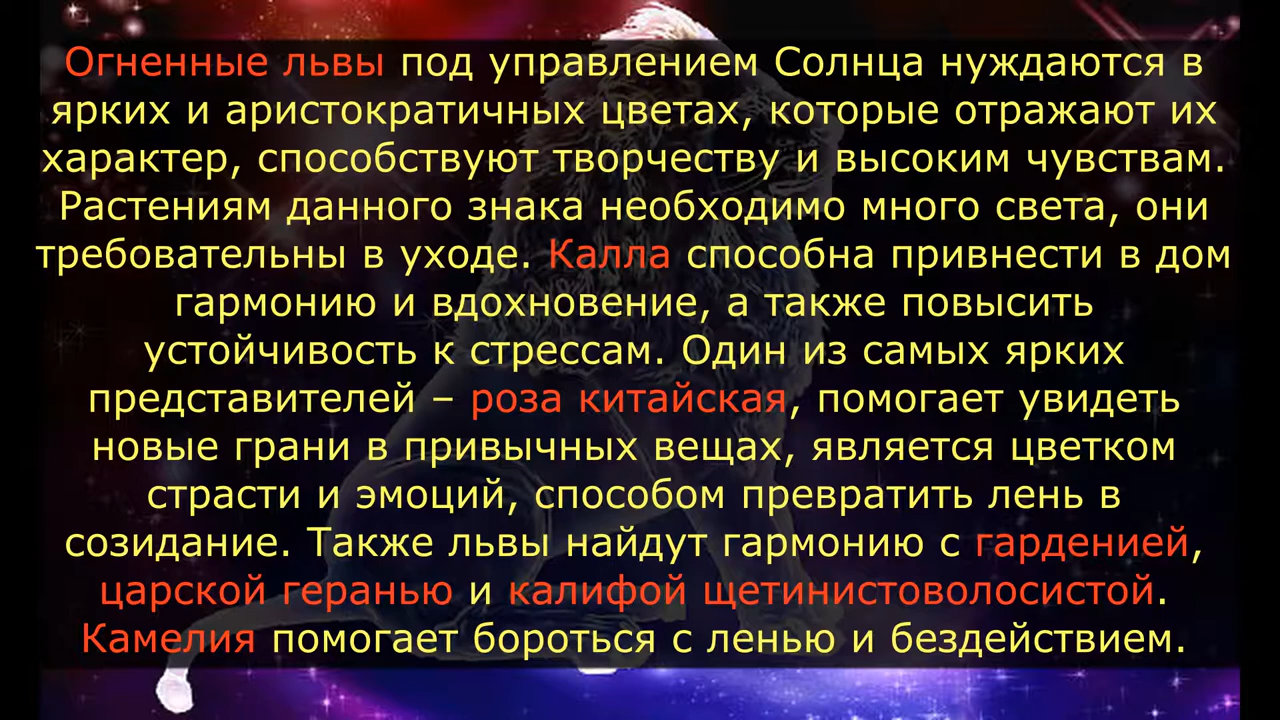 Огненные львы под управлением Солнца нуждаются в
ярких и аристократичных цветах, которые отражают их
характер, способствуют творчеству и высоким чувствам.
Растениям данного знака необходимо много света, они
требовательны в уходе. Калла способна привнести в дом
гармонию и вдохновение, а также повысить
устойчивость к стрессам. Один из самых ярких
представителей – роза китайская, помогает увидеть
новые грани в привычных вещах, является цветком
страсти и эмоций, способом превратить лень в
созидание. Также львы найдут гармонию с гарденией,
царской геранью и калифой щетинистоволосистой.
Камелия помогает бороться с ленью и бездействием.